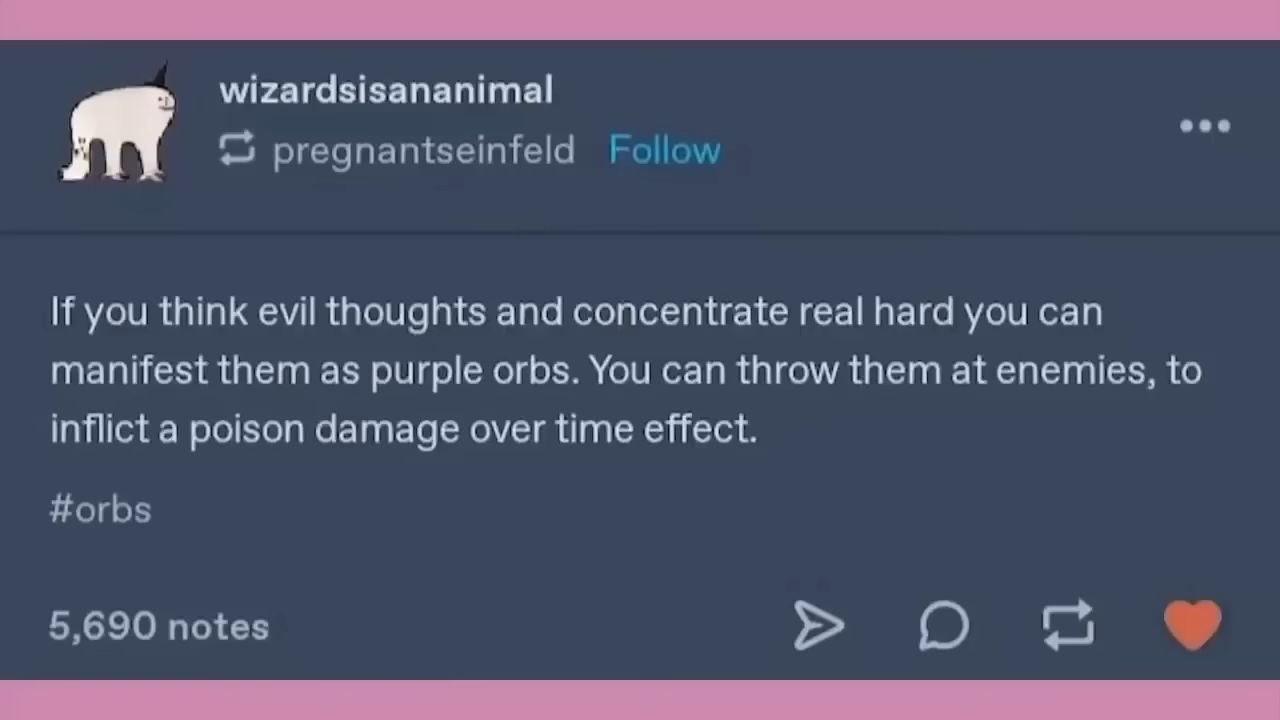 wizardsisananimal
pregnantseinfeld Follow
If you think evil thoughts and concentrate real hard you can
manifest them as purple orbs. You can throw them at enemies, to
inflict a poison damage over time effect.
#orbs
5,690 notes